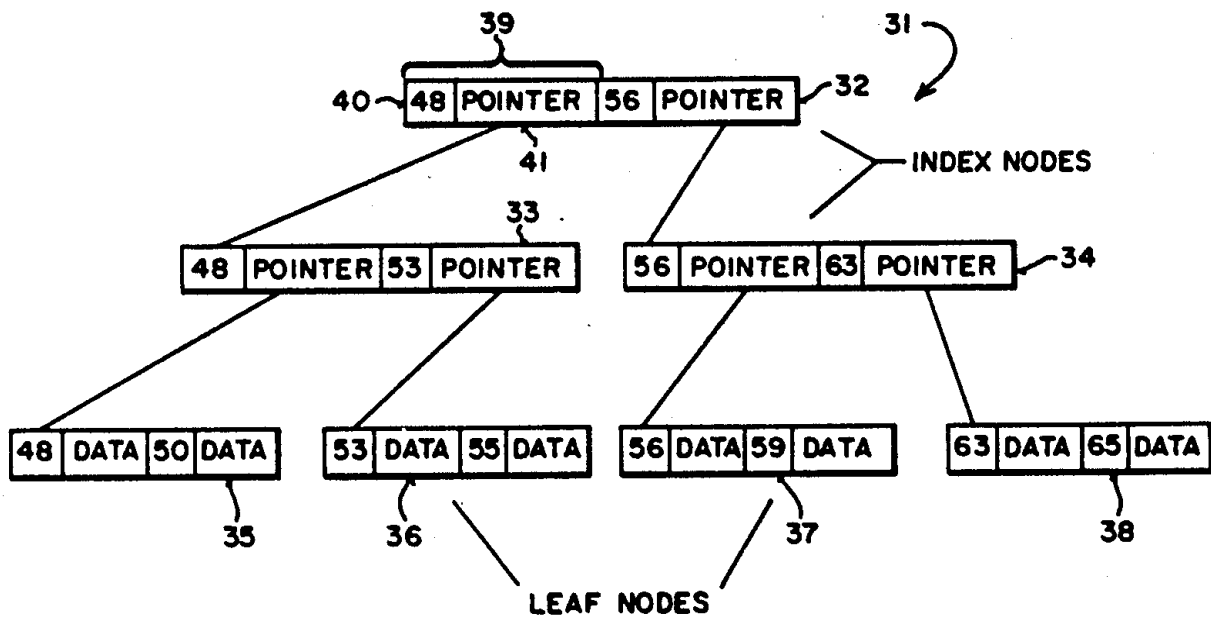 39
31
40 48 POINTER 56 POINTER 32
41
INDEX NODES
33
48 POINTER 53 POINTER
56 POINTER 63 POINTER 34
48 DATA 50 DATA
53 DATA 55 DATA
56 DATA 59 DATA
63 DATA 65 DATA
35
36
37
38
LEAF NODES